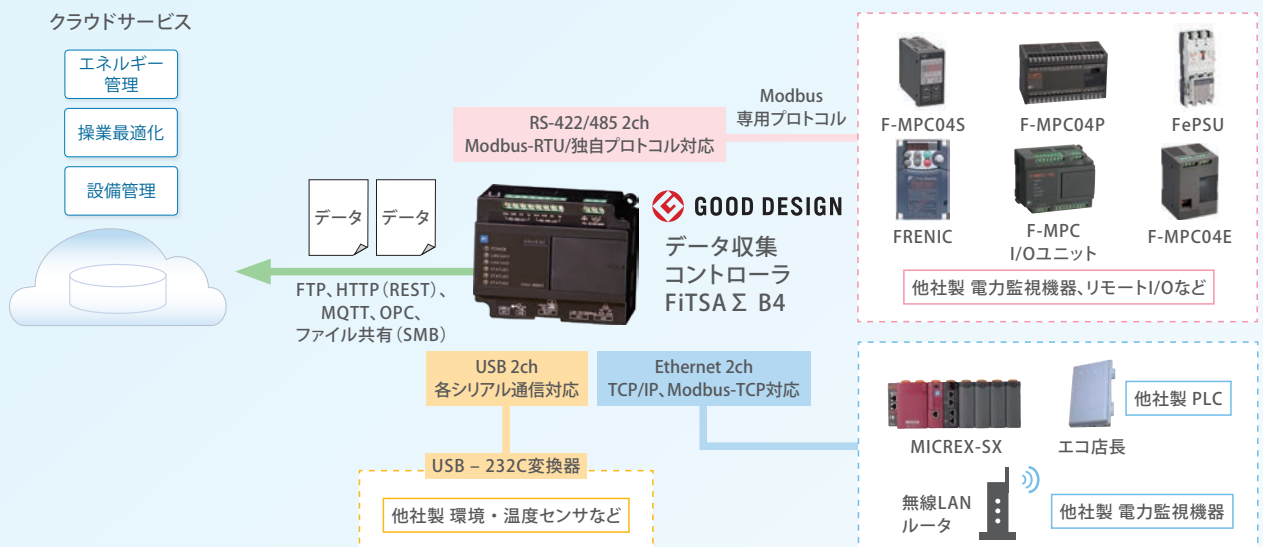 クラウドサービス
エネルギー
管理
操業最適化
設備管理
データ
データ
FTP、HTTP（REST）、
MQTT、OPC、
ファイル共有（SMB）
RS-422/485 2ch
Modbus-RTU/独自プロトコル対応
Modbus
専用プロトコル
GOOD DESIGN
データ収集
コントローラ
FiTSA Σ B4
USB 2ch
各シリアル通信対応
Ethernet 2ch
TCP/IP、Modbus-TCP対応
USB – 232C変換器
他社製 環境・温度センサなど
F-MPC04S
F-MPC04P
FePSU
FRENIC
F-MPC
I/Oユニット
F-MPC04E
他社製 電力監視機器、リモートI/Oなど
MICREX-SX
エコ店長
他社製 PLC
無線LAN
ルータ
他社製 電力監視機器